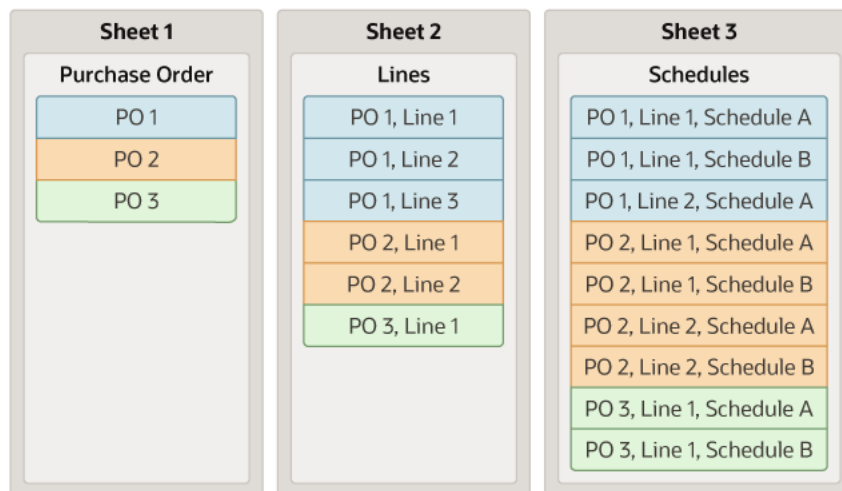 Sheet 1
Purchase Order
PO 1
PO 2
PO 3
Sheet 2
Lines
PO 1, Line 1
PO 1, Line 2
PO 1, Line 3
PO 2, Line 1
PO 2, Line 2
PO 3, Line 1
Sheet 3
Schedules
PO 1, Line 1, Schedule A
PO 1, Line 1, Schedule B
PO 1, Line 2, Schedule A
PO 2, Line 1, Schedule A
PO 2, Line 1, Schedule B
PO 2, Line 2, Schedule A
PO 2, Line 2, Schedule B
PO 3, Line 1, Schedule A
PO 3, Line 1, Schedule B